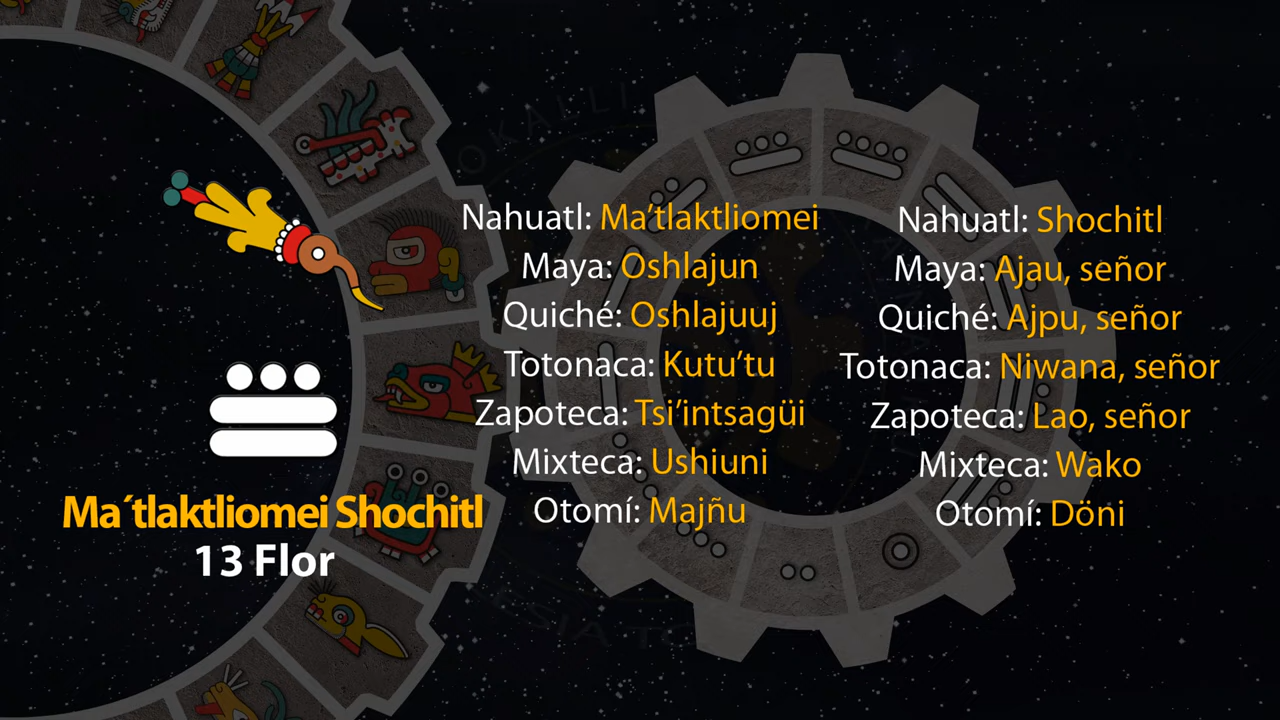 Nahuatl: Ma’tlaktliomei
Maya: Oshlajun
Quiché: Oshlajuuj
Totonaca: Kutu’tu
Zapoteca: Tsi’intsagüi
Mixteca: Ushiuni
Otomí: Majñu
Nahuatl: Shochitl
Maya: Ajau, señor
Quiché: Ajpu, señor
Totonaca: Niwana, señor
Zapoteca: Lao, señor
Mixteca: Wako
Otomí: Döni
Ma´tlaktliomei Shochitl
13 Flor